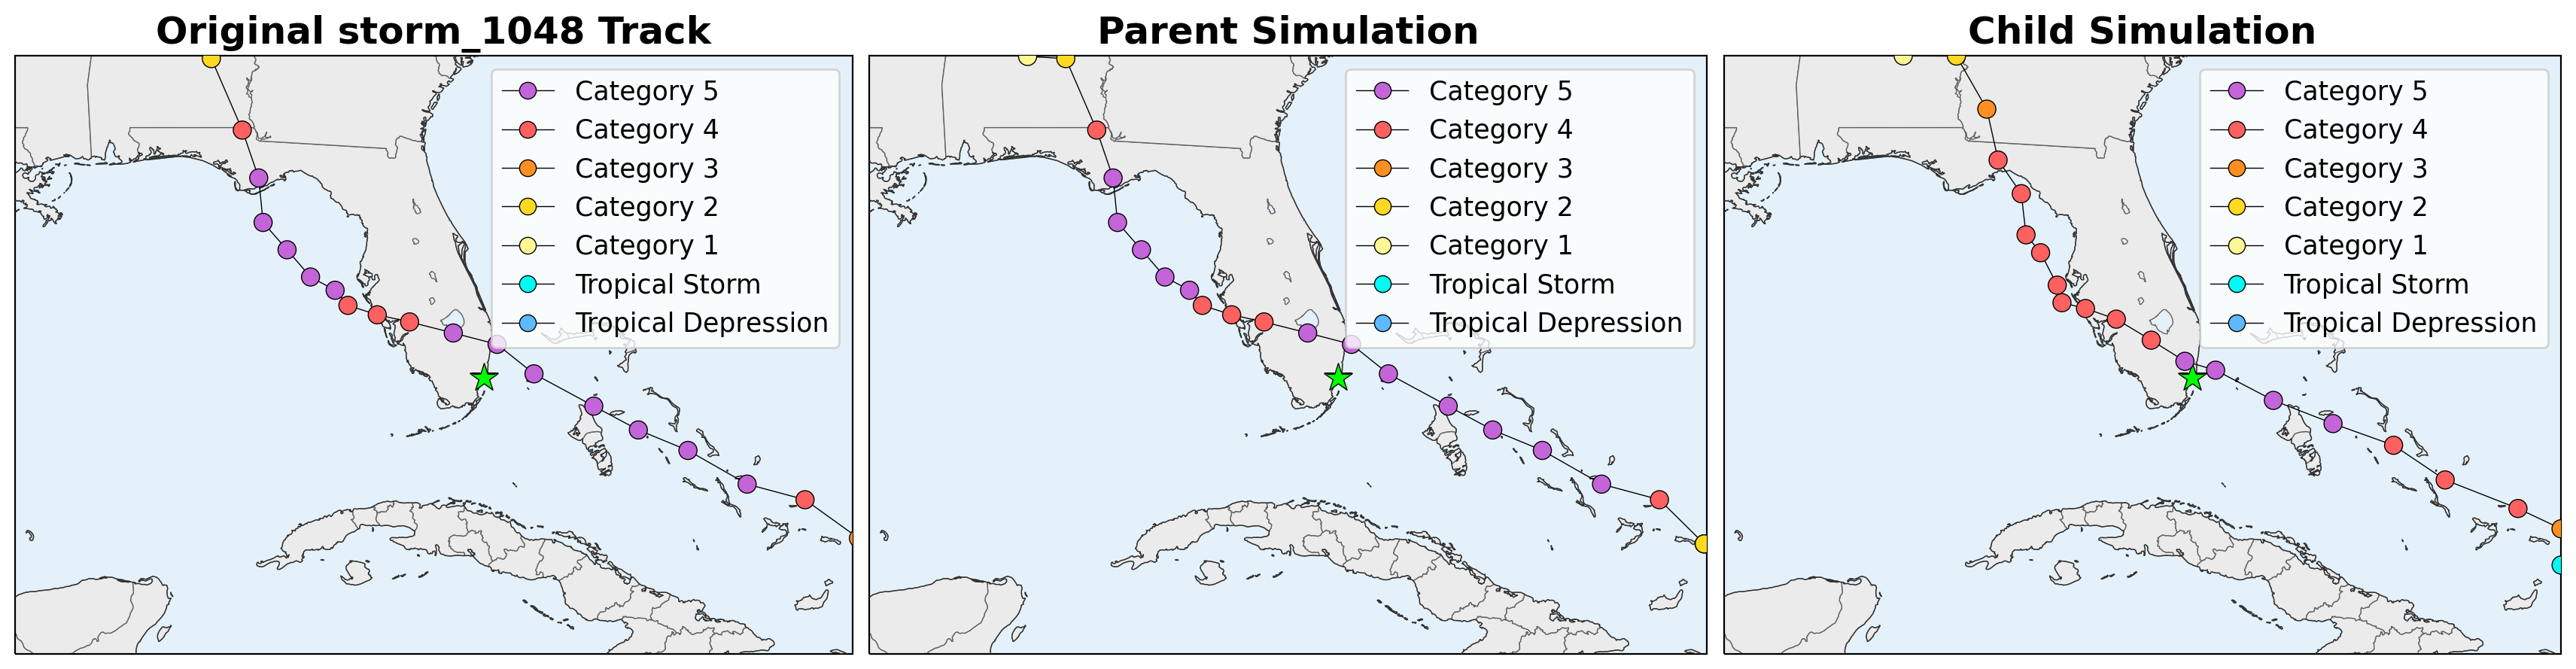 Original storm_1048 Track
Category 5
Category 4
Category 3
Category 2
Category 1
Tropical Storm
Tropical Depression
Parent Simulation
Category 5
Category 4
Category 3
Category 2
Category 1
Tropical Storm
Tropical Depression
Child Simulation
Category 5
Category 4
Category 3
Category 2
Category 1
Tropical Storm
Tropical Depression